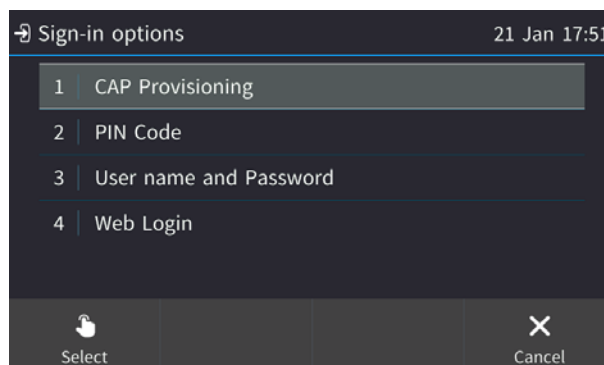 Sign-in options 21 Jan 17:51
1 CAP Provisioning
2 PIN Code
3 User name and Password
4 Web Login
Select Cancel